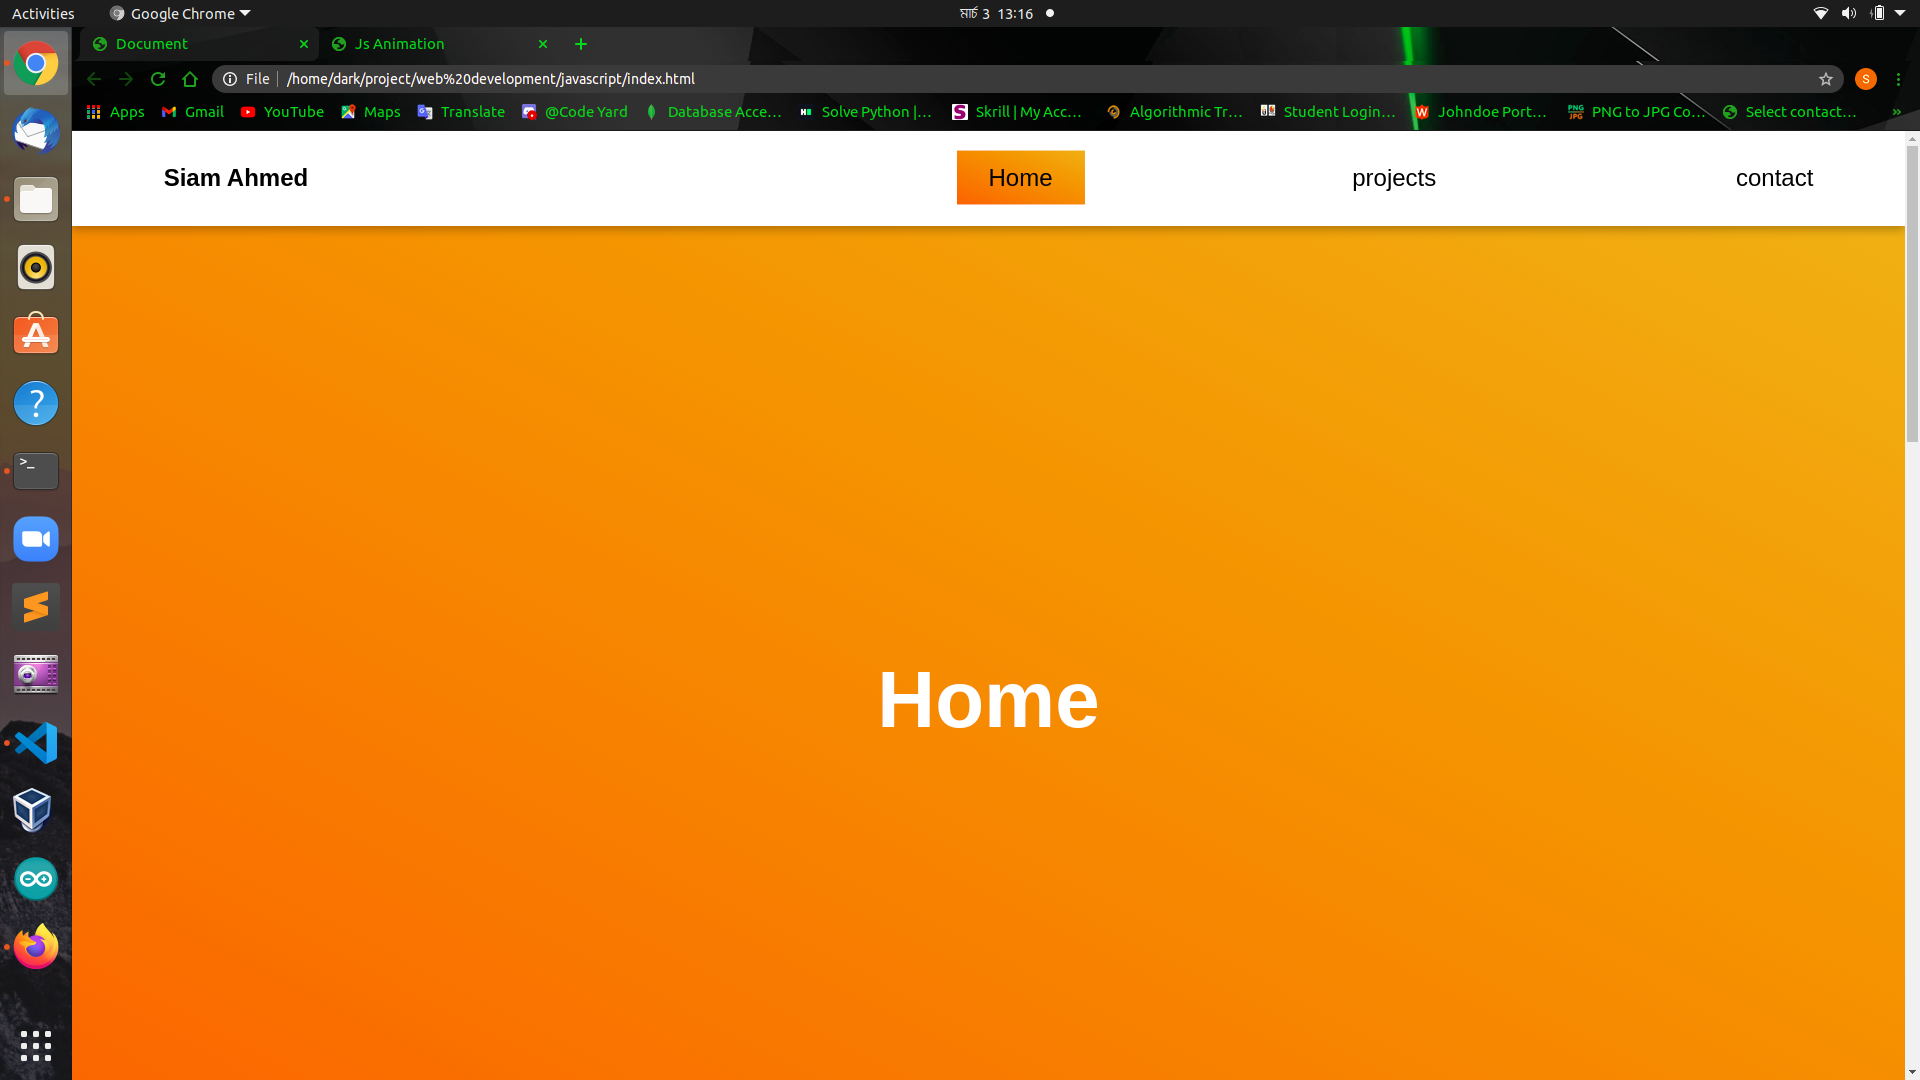 Activities Google Chrome মার্চ 3 13:16
Document Js Animation
File /home/dark/project/web%20development/javascript/index.html S
Apps Gmail YouTube Maps Translate @Code Yard Database Acce… Solve Python |… Skrill | My Acc… Algorithmic Tr… Student Login… Johndoe Port… PNG to JPG Co… Select contact… »
Siam Ahmed Home projects contact
Home